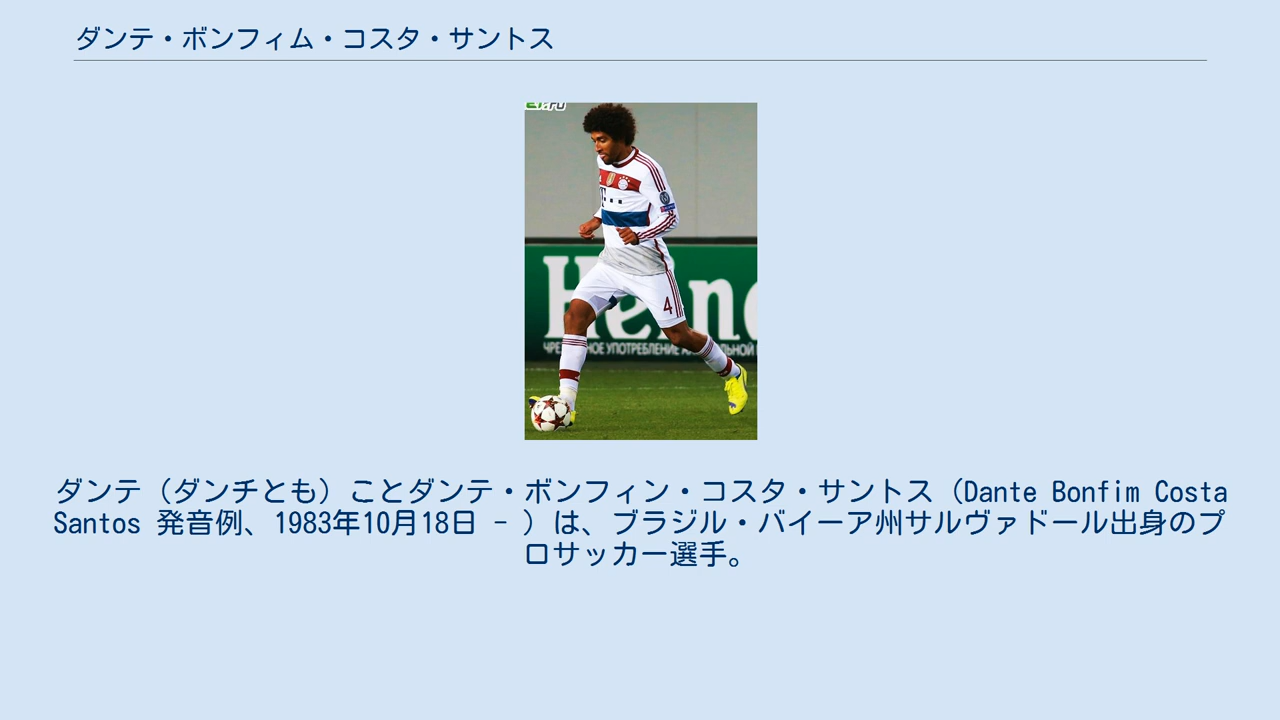 ダンテ・ボンフィム・コスタ・サントス
4
ЧРЕ НОЕ УПОТРЕБЛЕНИЕ
ダンテ（ダンチとも）ことダンテ・ボンフィン・コスタ・サントス（Dante Bonfim Costa
Santos 発音例、1983年10月18日 - ）は、ブラジル・バイーア州サルヴァドール出身のプ
ロサッカー選手。